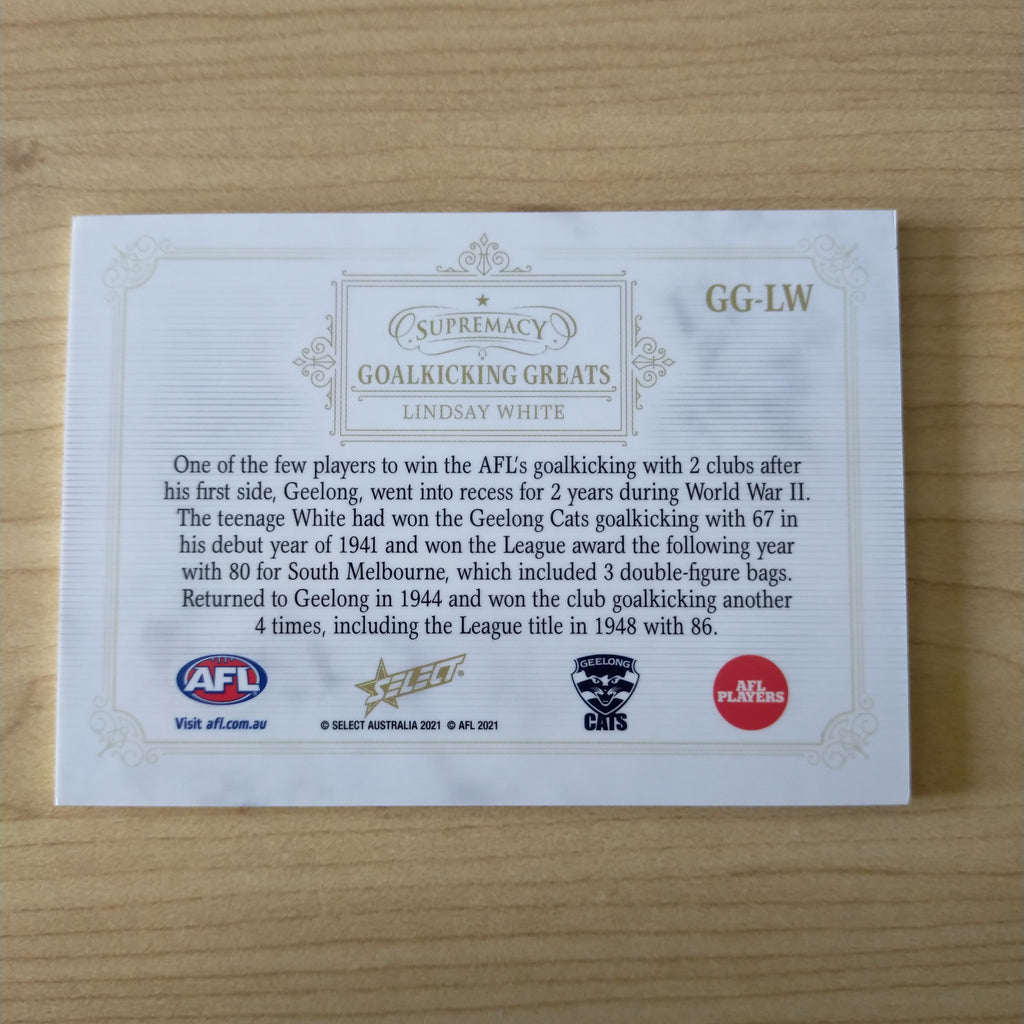 GG-LW
SUPREMACY
GOALKICKING GREATS
LINDSAY WHITE
One of the few players to win the AFL's goalkicking with 2 clubs after
his first side, Geelong, went into recess for 2 years during World War II.
The teenage White had won the Geelong Cats goalkicking with 67 in
his debut year of 1941 and won the League award the following year
with 80 for South Melbourne, which included 3 double-figure bags.
Returned to Geelong in 1944 and won the club goalkicking another
4 times, including the League title in 1948 with 86.
AFL
Visit afl.com.au
SELECT®
© SELECT AUSTRALIA 2021 © AFL 2021
GEELONG
CATS
AFL
PLAYERS